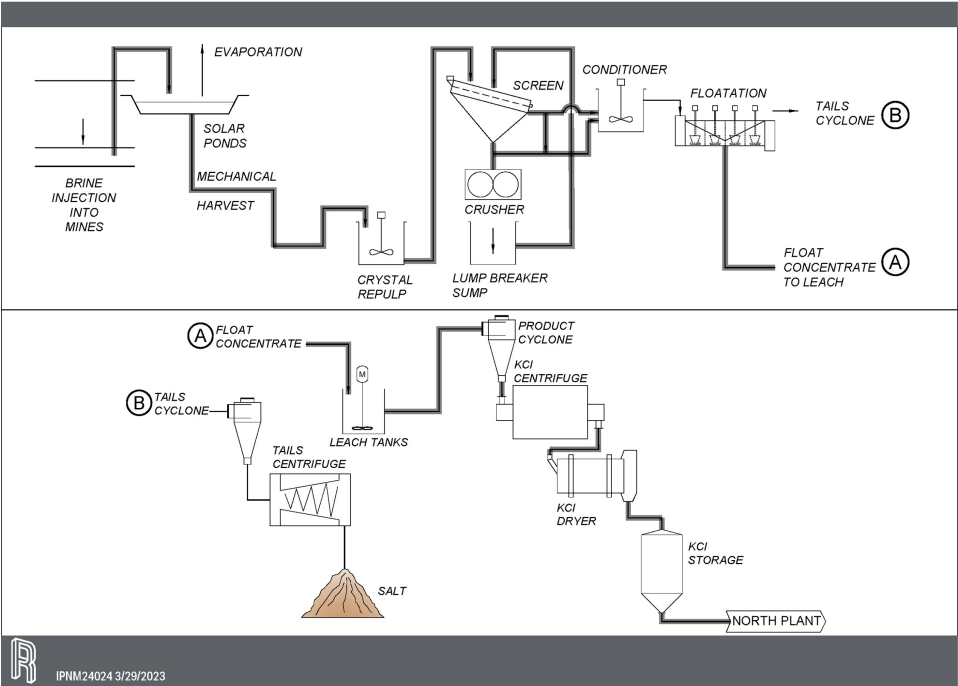 EVAPORATION
SOLAR
PONDS
BRINE
INJECTION
INTO
MINES
MECHANICAL
HARVEST
CRYSTAL
REPULP
SCREEN
CRUSHER
LUMP BREAKER
SUMP
CONDITIONER
FLOATATION
TAILS
CYCLONE
B
FLOAT
CONCENTRATE
TO LEACH
A
A
FLOAT
CONCENTRATE
B
TAILS
CYCLONE
M
LEACH TANKS
TAILS
CENTRIFUGE
SALT
PRODUCT
CYCLONE
KCl
CENTRIFUGE
KCl
DRYER
KCl
STORAGE
NORTH PLANT
R
IPNM24024 3/29/2023